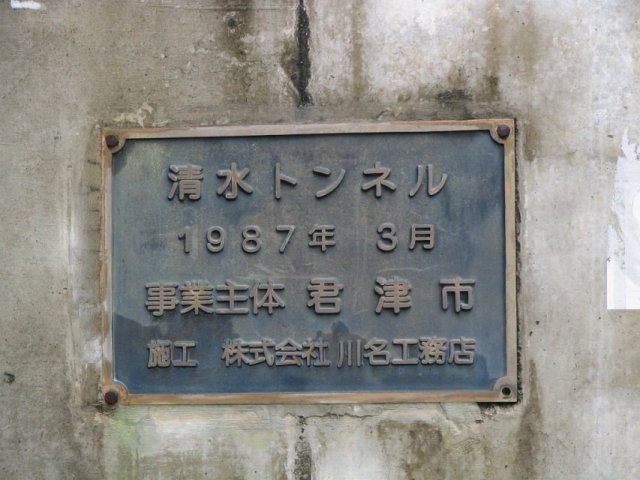 清水トンネル
1987年 3月
事業主体 君津市
施工 株式会社川名工務店